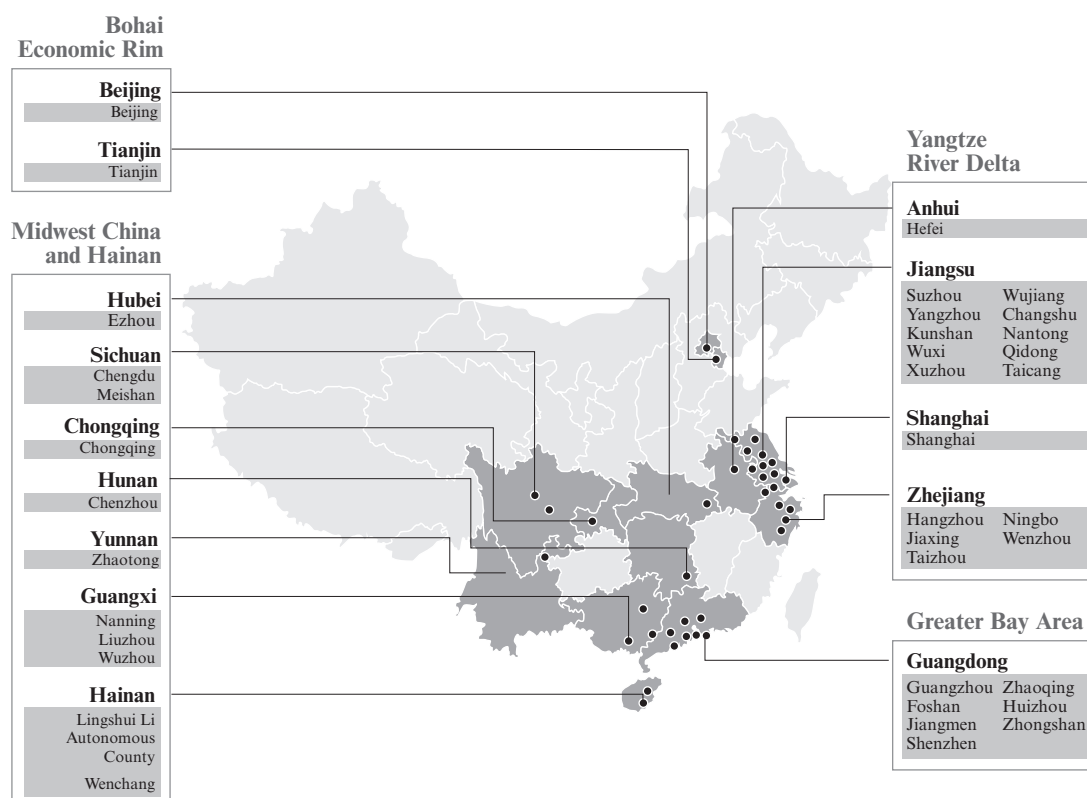 Bohai
Economic Rim
Beijing
Beijing
Tianjin
Tianjin
Midwest China
and Hainan
Hubei
Ezhou
Sichuan
Chengdu
Meishan
Chongqing
Chongqing
Hunan
Chenzhou
Yunnan
Zhaotong
Guangxi
Nanning
Liuzhou
Wuzhou
Hainan
Lingshui Li
Autonomous
County
Wenchang
Yangtze
River Delta
Anhui
Hefei
Jiangsu
Suzhou Wujiang
Yangzhou Changshu
Kunshan Nantong
Wuxi Qidong
Xuzhou Taicang
Shanghai
Shanghai
Zhejiang
Hangzhou Ningbo
Jiaxing Wenzhou
Taizhou
Greater Bay Area
Guangdong
Guangzhou Zhaoqing
Foshan Huizhou
Jiangmen Zhongshan
Shenzhen